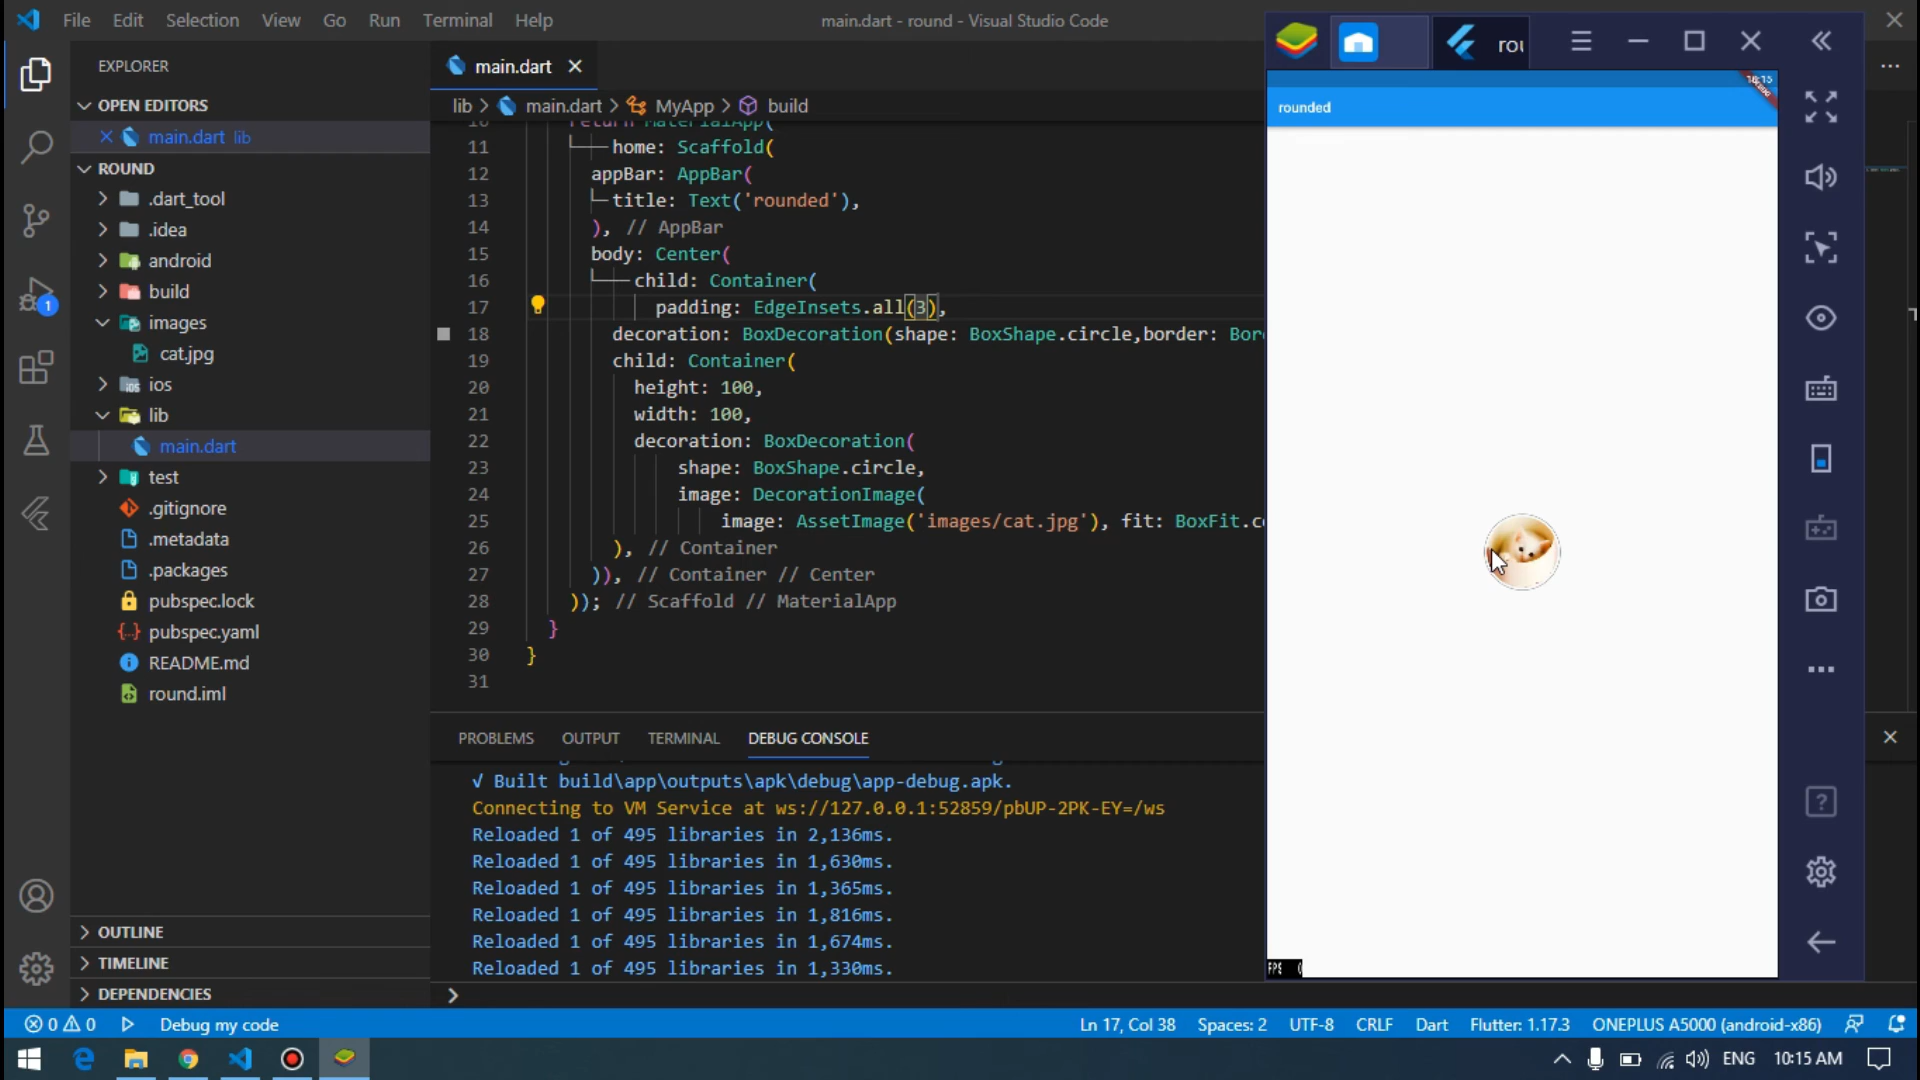 File Edit Selection View Go Run Terminal Help
main.dart - round - Visual Studio Code
EXPLORER
OPEN EDITORS
main.dart lib
ROUND
.dart_tool
.idea
android
build
images
cat.jpg
ios
lib
main.dart
test
.gitignore
.metadata
.packages
pubspec.lock
pubspec.yaml
README.md
round.iml
OUTLINE
TIMELINE
DEPENDENCIES
main.dart
lib > main.dart > MyApp > build
10 return MaterialApp(
11 home: Scaffold(
12 appBar: AppBar(
13 title: Text('rounded'),
14 ), // AppBar
15 body: Center(
16 child: Container(
17 padding: EdgeInsets.all(3),
18 decoration: BoxDecoration(shape: BoxShape.circle,border: Bor
19 child: Container(
20 height: 100,
21 width: 100,
22 decoration: BoxDecoration(
23 shape: BoxShape.circle,
24 image: DecorationImage(
25 image: AssetImage('images/cat.jpg'), fit: BoxFit.co
26 ), // Container
27 )), // Container // Center
28 )); // Scaffold // MaterialApp
29 }
30 }
31
PROBLEMS OUTPUT TERMINAL DEBUG CONSOLE
√ Built build\app\outputs\apk\debug\app-debug.apk.
Connecting to VM Service at ws://127.0.0.1:52859/pbUP-2PK-EY=/ws
Reloaded 1 of 495 libraries in 2,136ms.
Reloaded 1 of 495 libraries in 1,630ms.
Reloaded 1 of 495 libraries in 1,365ms.
Reloaded 1 of 495 libraries in 1,816ms.
Reloaded 1 of 495 libraries in 1,674ms.
Reloaded 1 of 495 libraries in 1,330ms.
rou
rounded
FPS
1
0 0 Debug my code
Ln 17, Col 38 Spaces: 2 UTF-8 CRLF Dart Flutter: 1.17.3 ONEPLUS A5000 (android-x86)
ENG 10:15 AM